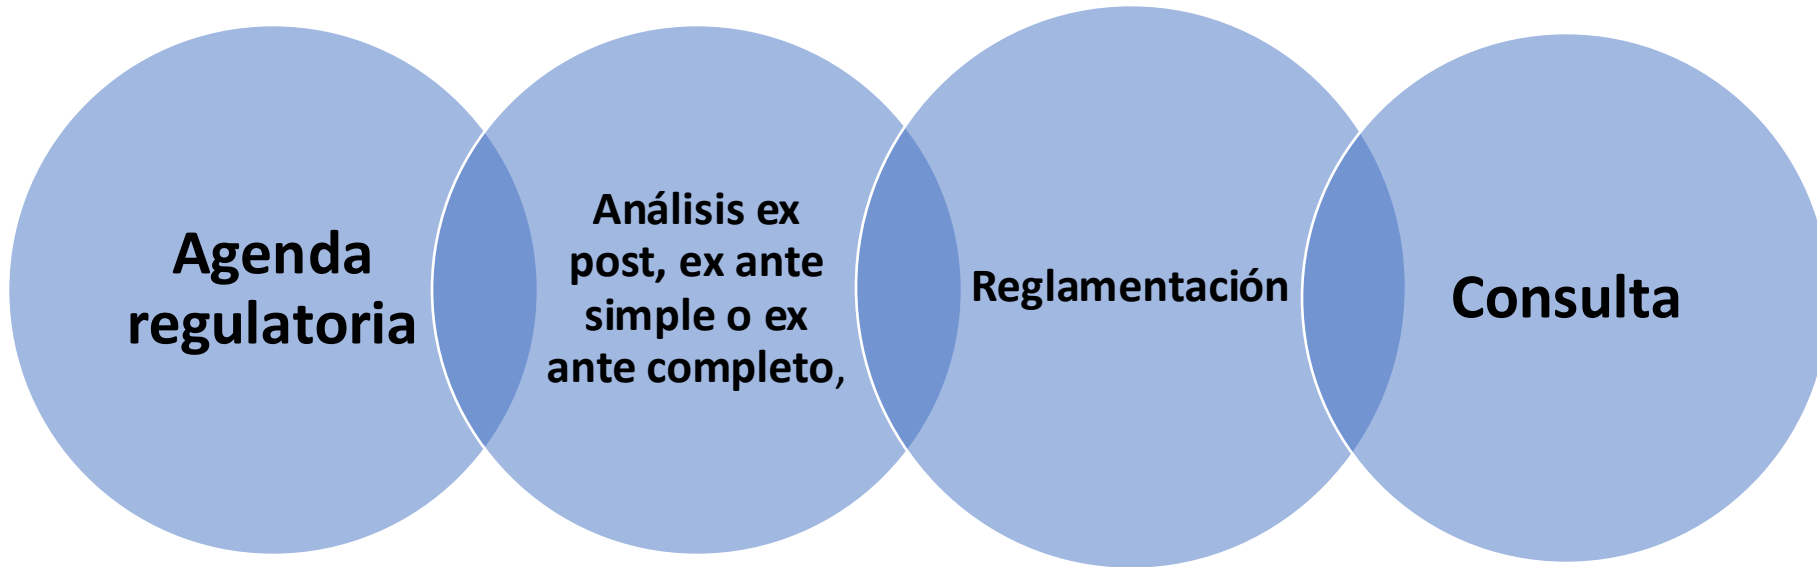 Agenda
regulatoria
Análisis ex
post, ex ante
simple o ex
ante completo,
Reglamentación
Consulta